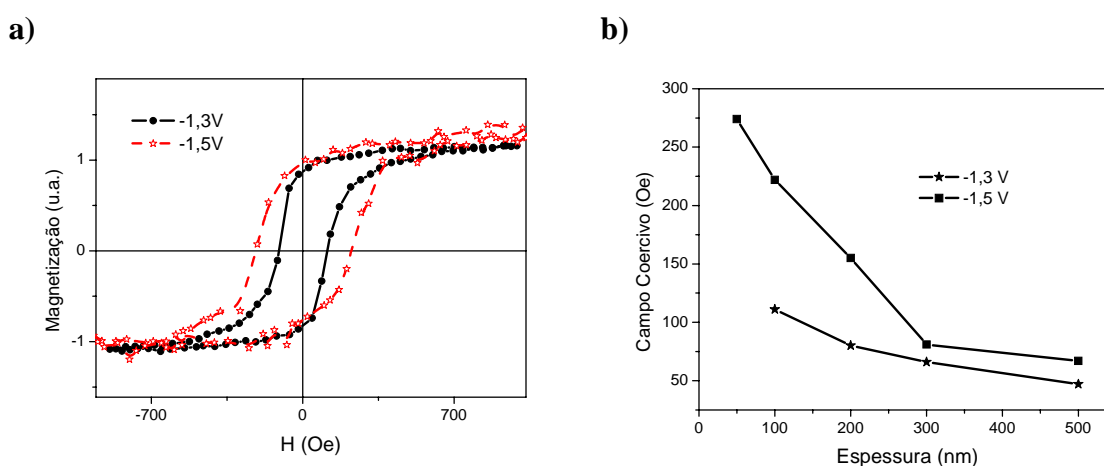 a)
-1,3V
-1,5V
1
0
-1
-700
0
700
Magnetização (u.a.)
H (Oe)
b)
300
250
200
150
100
50
0
100
200
300
400
500
-1,3 V
-1,5 V
Campo Coercivo (Oe)
Espessura (nm)